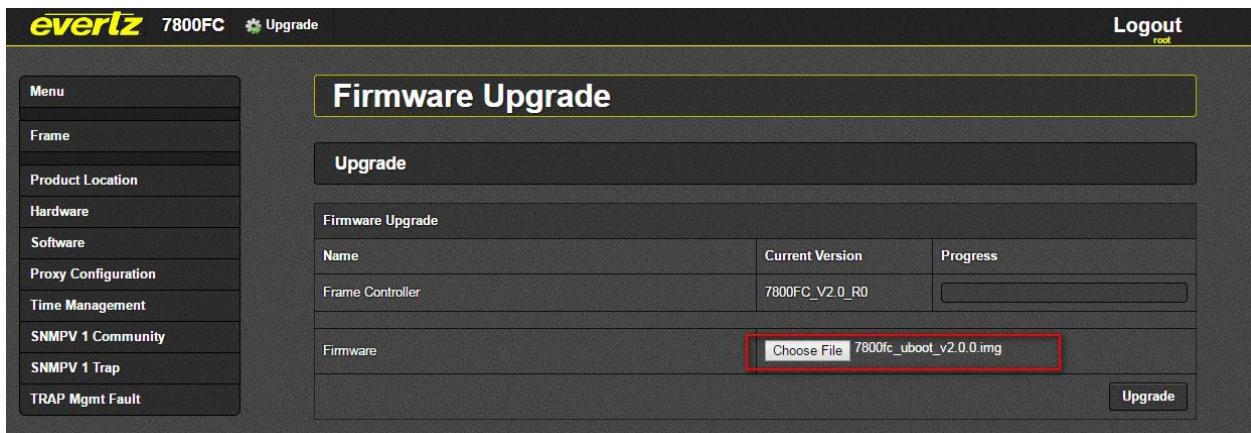 evertz 7800FC Upgrade Logout
root
Menu
Frame
Product Location
Hardware
Software
Proxy Configuration
Time Management
SNMPV 1 Community
SNMPV 1 Trap
TRAP Mgmt Fault
Firmware Upgrade
Upgrade
Firmware Upgrade
Name Current Version Progress
Frame Controller 7800FC_V2.0_R0
Firmware Choose File 7800fc_uboot_v2.0.0.img
Upgrade